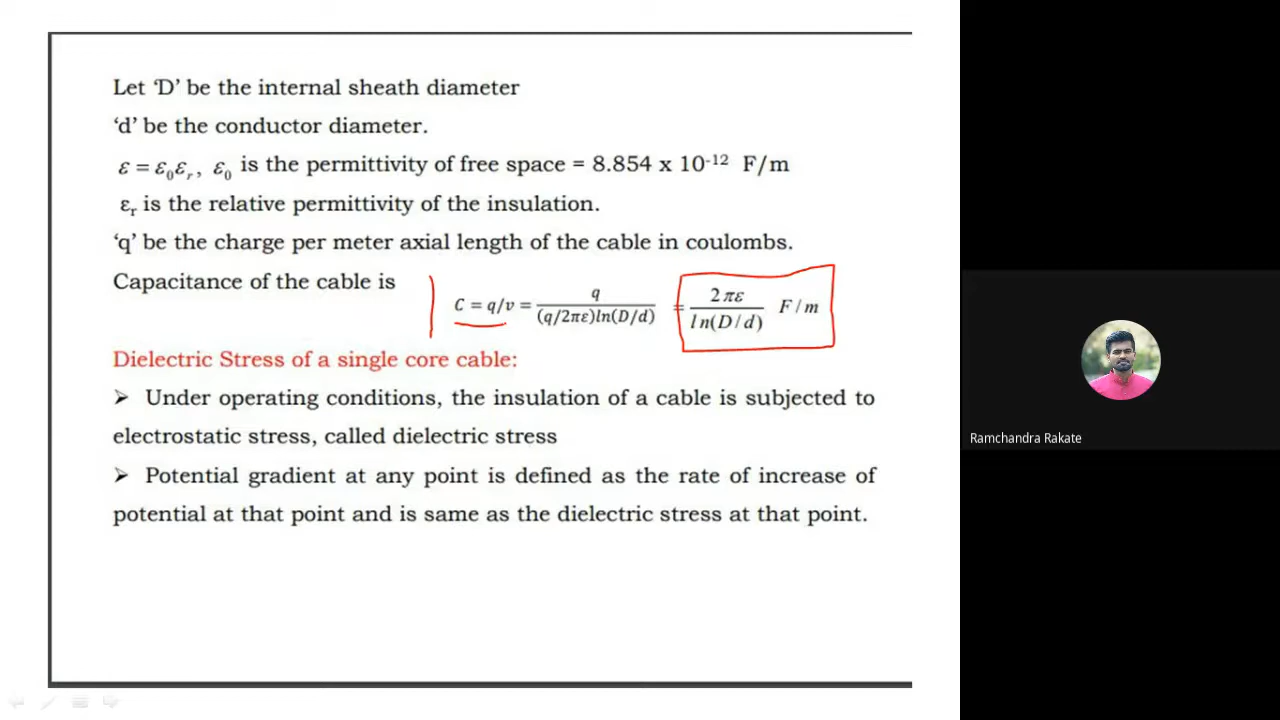 Let ‘D’ be the internal sheath diameter
‘d’ be the conductor diameter.
ε = ε₀εᵣ, ε₀ is the permittivity of free space = 8.854 x 10⁻¹² F/m
εᵣ is the relative permittivity of the insulation.
‘q’ be the charge per meter axial length of the cable in coulombs.
Capacitance of the cable is
C = q/v = q / (q/2πε)ln(D/d) = 2πε / ln(D/d) F/m
Dielectric Stress of a single core cable:
➢ Under operating conditions, the insulation of a cable is subjected to
electrostatic stress, called dielectric stress
➢ Potential gradient at any point is defined as the rate of increase of
potential at that point and is same as the dielectric stress at that point.
Ramchandra Rakate